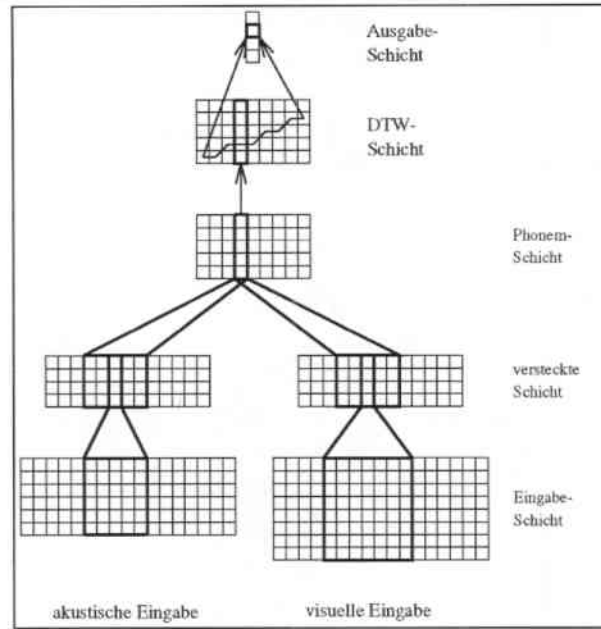 Ausgabe-
Schicht
DTW-
Schicht
Phonem-
Schicht
versteckte
Schicht
Eingabe-
Schicht
akustische Eingabe
visuelle Eingabe